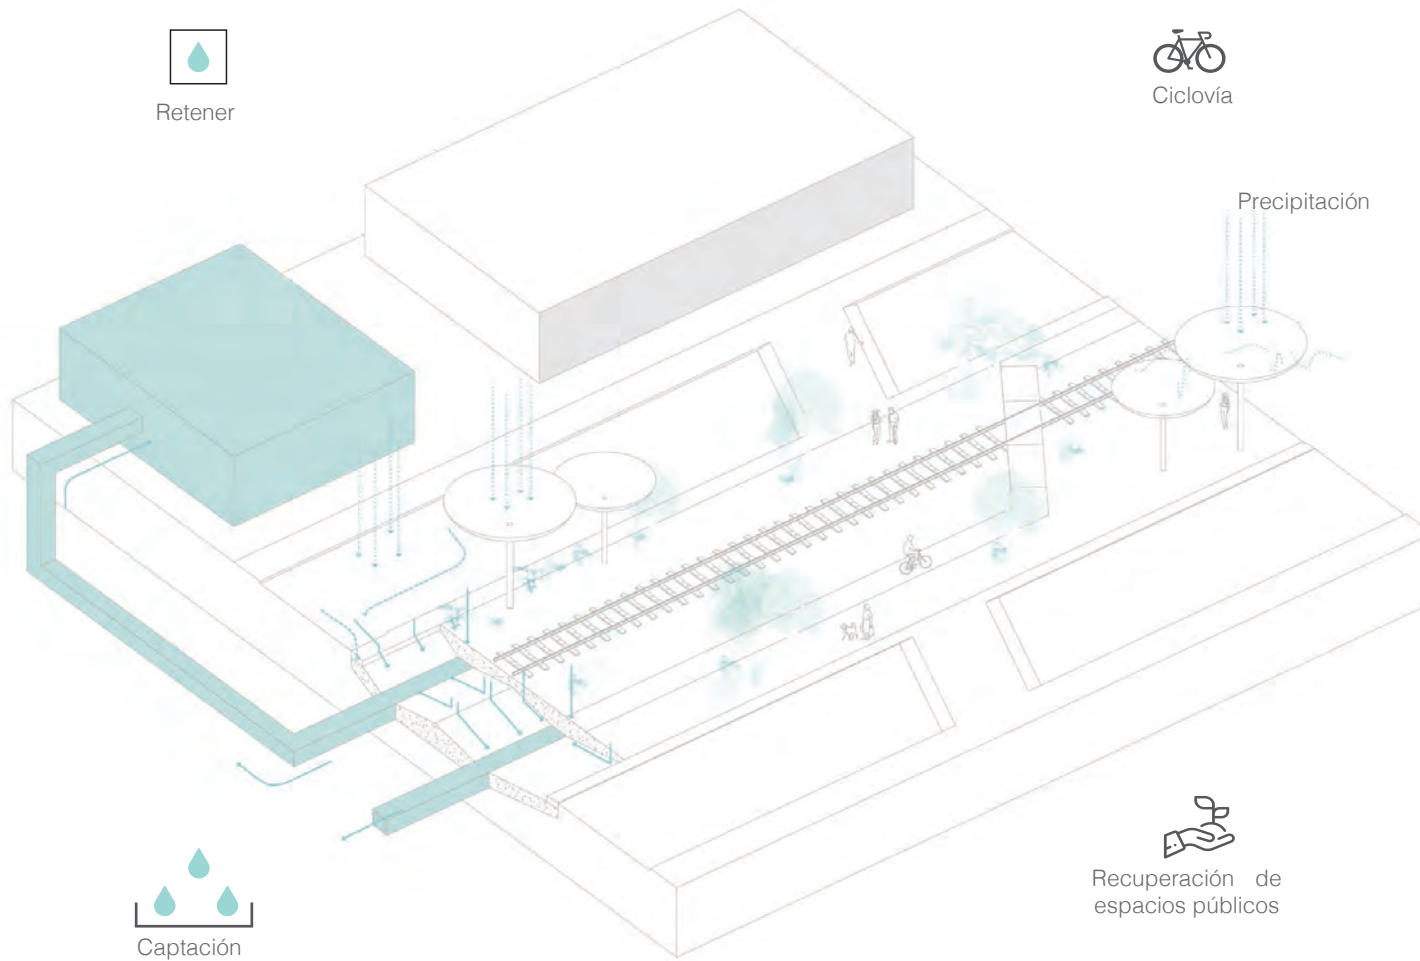 Retener
Ciclovía
Precipitación
Recuperación de
espacios públicos
Captación